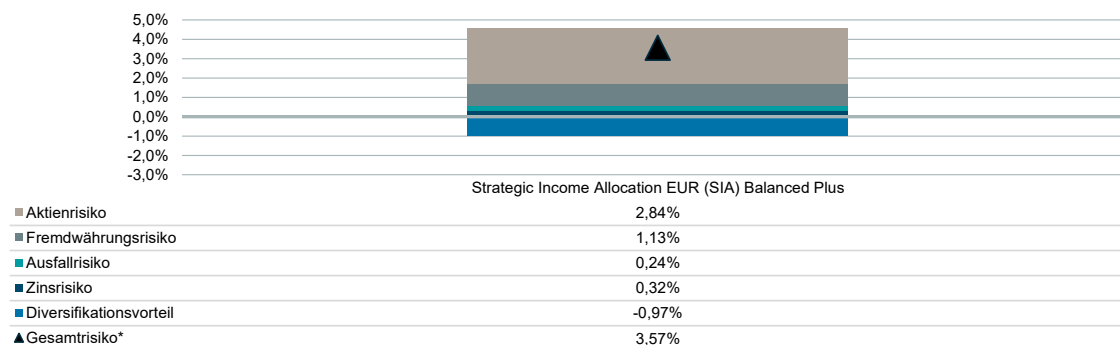 5,0%
4,0%
3,0%
2,0%
1,0%
0,0%
-1,0%
-2,0%
-3,0%
Strategic Income Allocation EUR (SIA) Balanced Plus
Aktienrisiko 2,84%
Fremdwährungsrisiko 1,13%
Ausfallrisiko 0,24%
Zinsrisiko 0,32%
Diversifikationsvorteil -0,97%
Gesamtrisiko* 3,57%